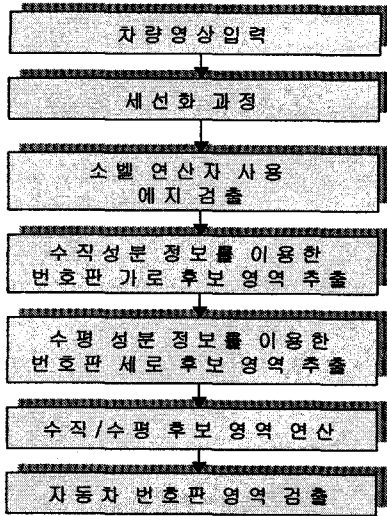 차량영상입력
세선화 과정
소벨 연산자 사용
에지 검출
수직성분 정보를 이용한
번호판 가로 후보 영역 추출
수평 성분 정보를 이용한
번호판 세로 후보 영역 추출
수직/수평 후보 영역 연산
자동차 번호판 영역 검출